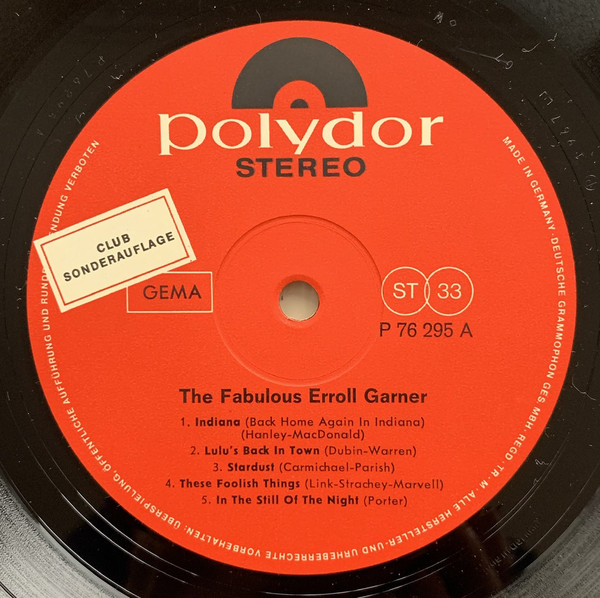 polydor
STEREO
CLUB
SONDERAUFLAGE
GEMA
ST 33
P 76 295 A
The Fabulous Erroll Garner
1. Indiana (Back Home Again In Indiana)
(Hanley-MacDonald)
2. Lulu's Back In Town (Dubin-Warren)
3. Stardust (Carmichael-Parish)
4. These Foolish Things (Link-Strachey-Marvell)
5. In The Still Of The Night (Porter)
MADE IN GERMANY · DEUTSCHE GRAMMOPHON GES. MBH · REGD. TR. M. ALLE HERSTELLER- UND URHEBERRECHTE VORBEHALTEN: ÜBERSPIELUNG, ÖFFENTLICHE AUFFÜHRUNG UND RUND ENDUNG VERBOTEN